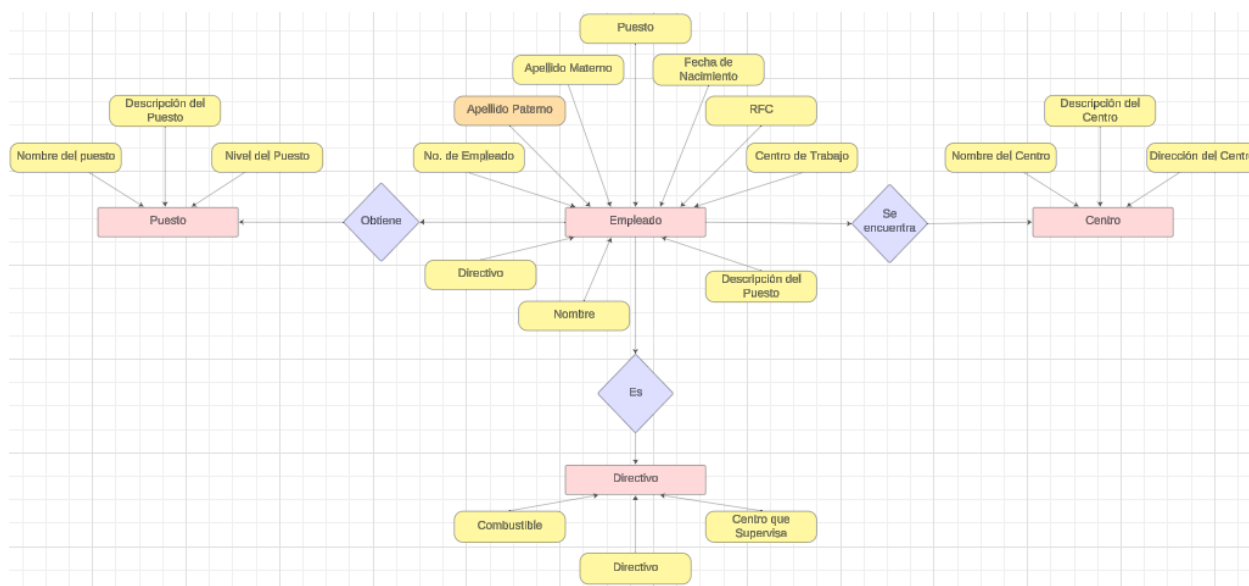 Puesto
Apellido Materno
Fecha de
Nacimiento
Descripción del
Puesto
Apellido Paterno
RFC
Descripción del
Centro
Nombre del puesto
Nivel del Puesto
No. de Empleado
Centro de Trabajo
Nombre del Centro
Dirección del Centro
Puesto
Obtiene
Empleado
Se
encuentra
Centro
Directivo
Descripción del
Puesto
Nombre
Es
Directivo
Combustible
Centro que
Supervisa
Directivo